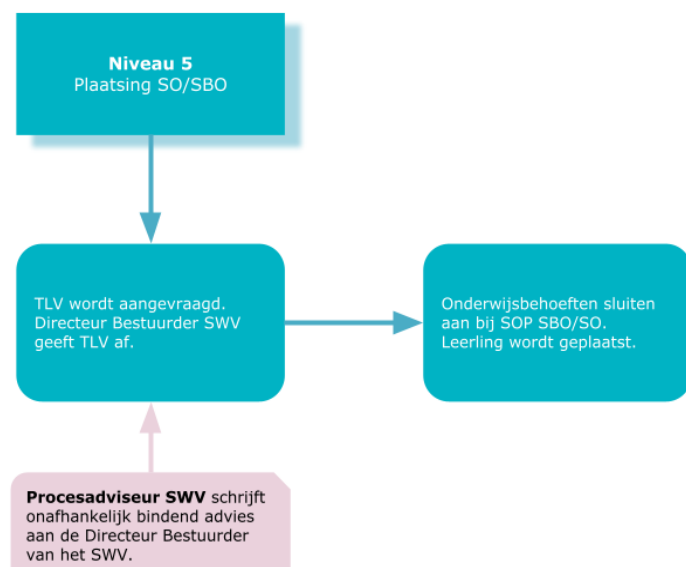 Niveau 5
Plaatsing SO/SBO
TLV wordt aangevraagd.
Directeur Bestuurder SWV
geeft TLV af.
Onderwijsbehoeften sluiten
aan bij SOP SBO/SO.
Leerling wordt geplaatst.
Procesadviseur SWV schrijft
onafhankelijk bindend advies
aan de Directeur Bestuurder
van het SWV.